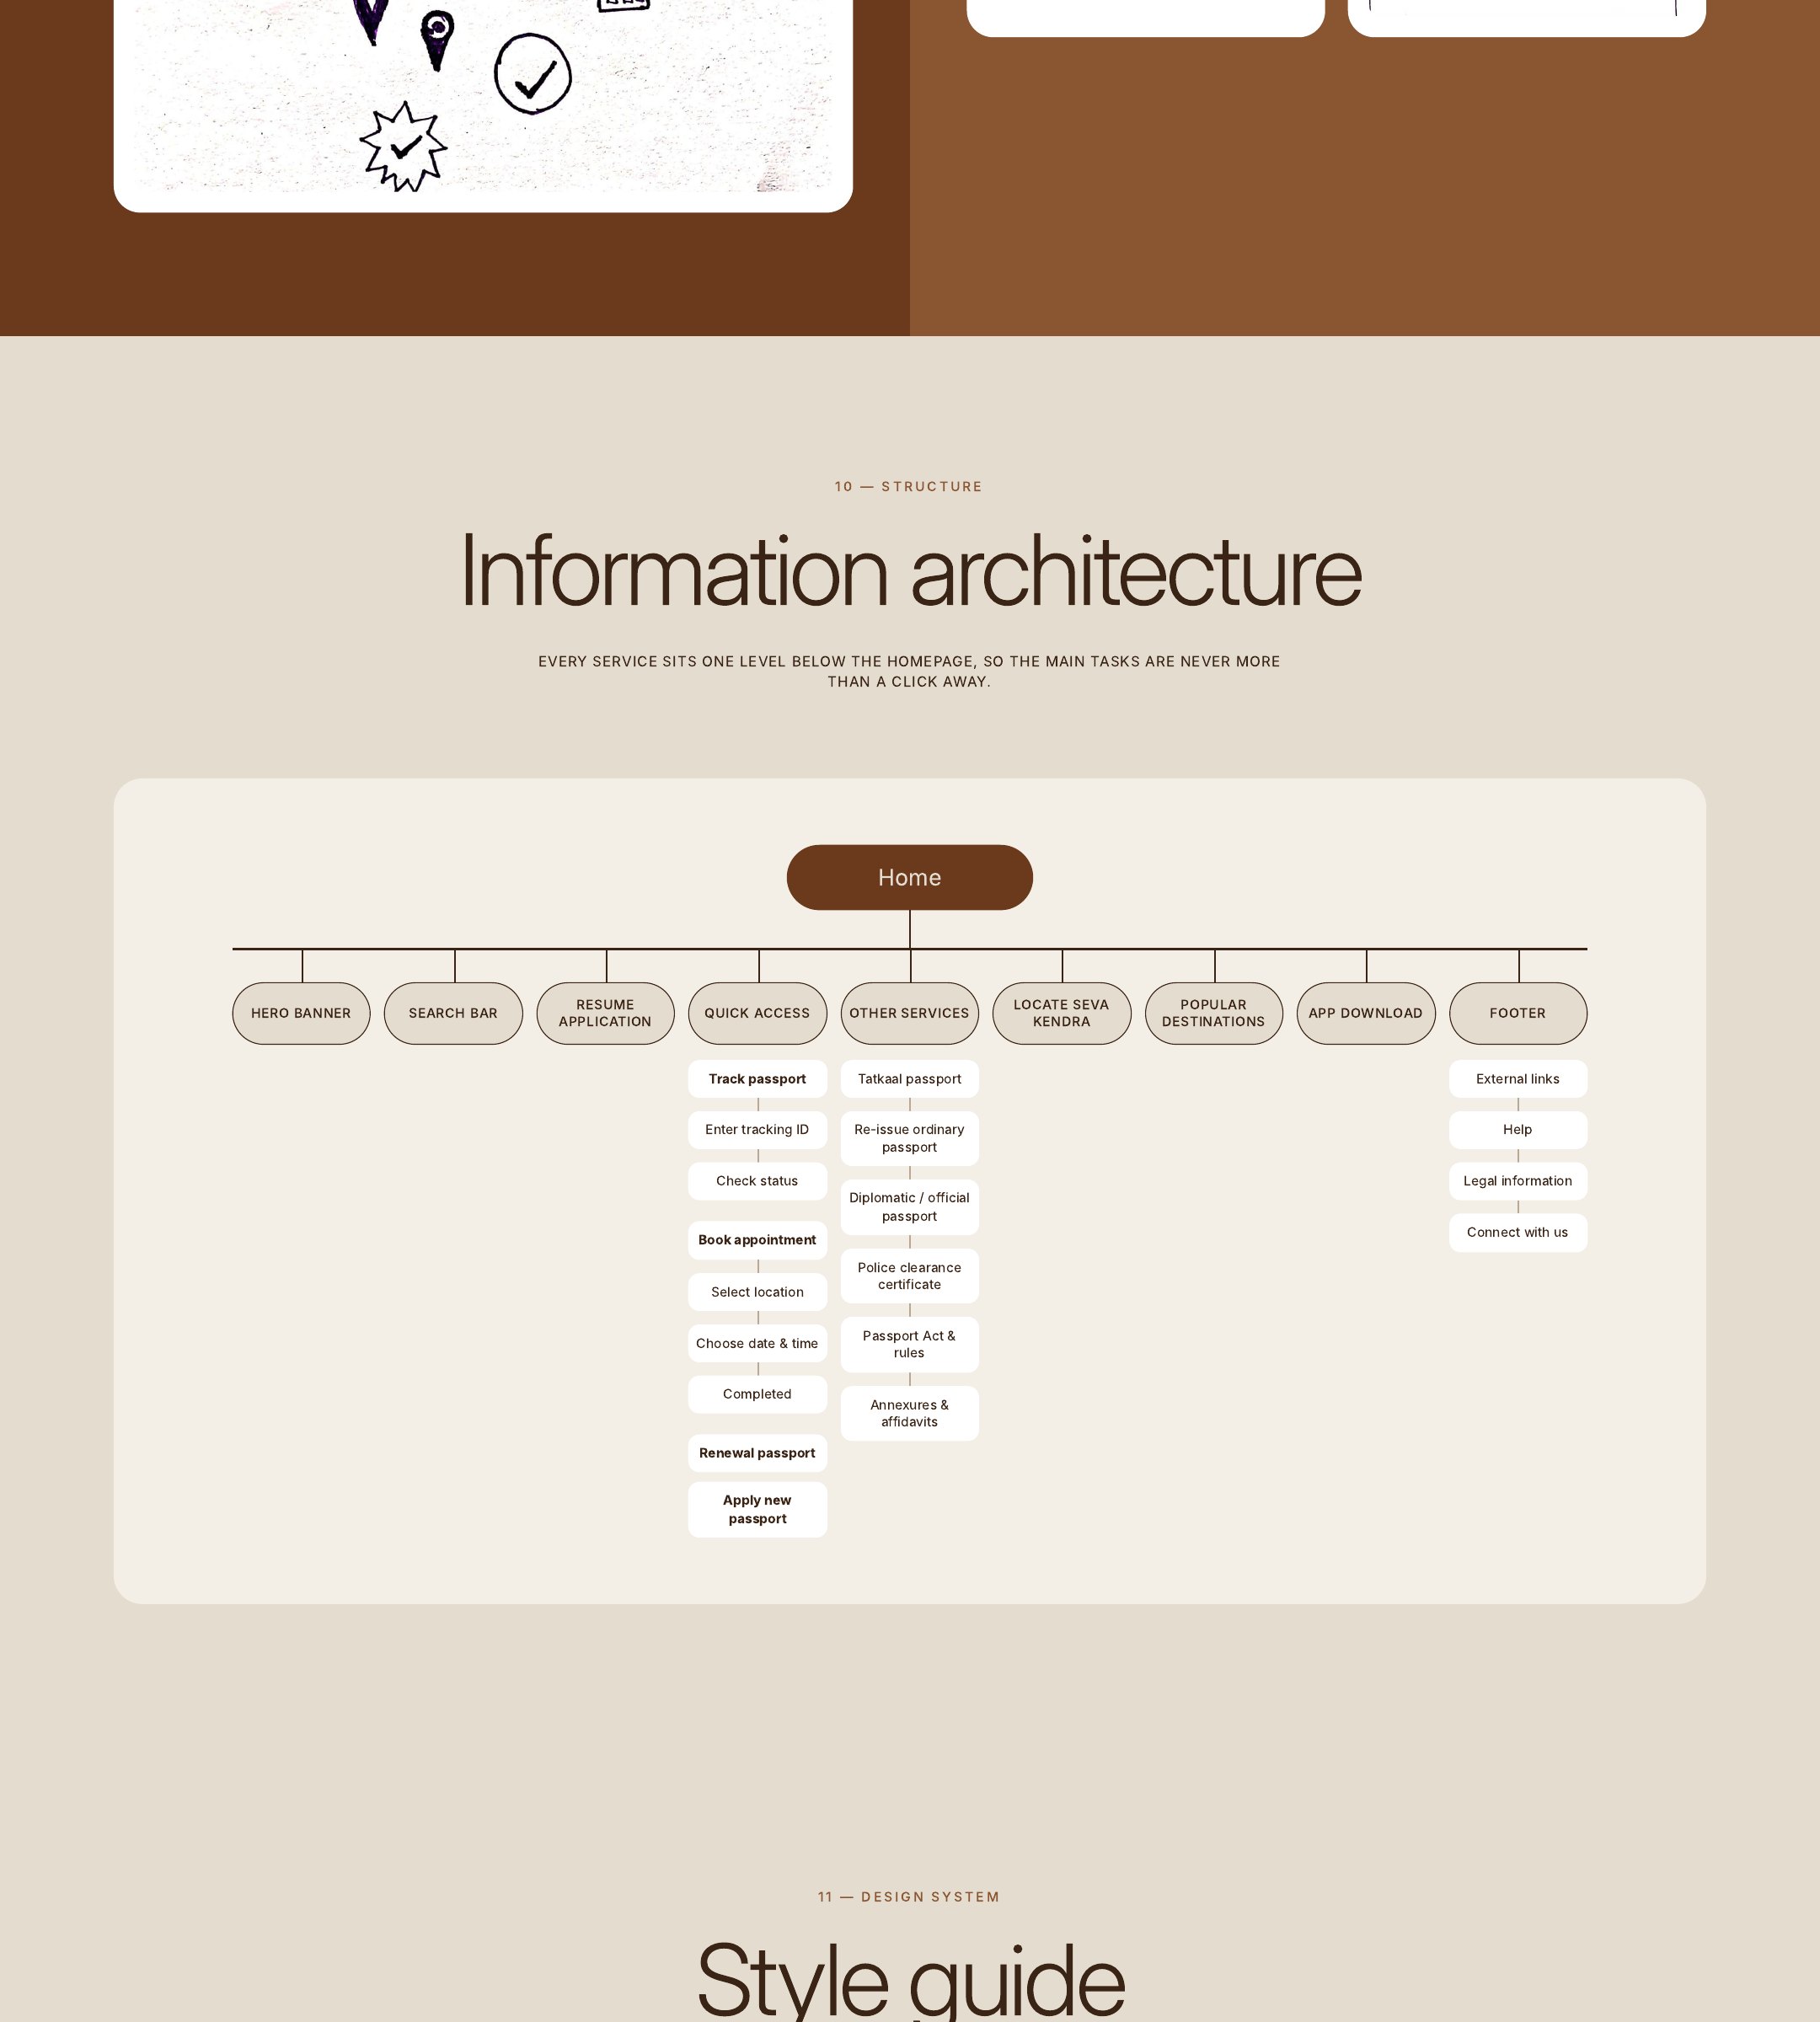 10 — STRUCTURE
Information architecture
EVERY SERVICE SITS ONE LEVEL BELOW THE HOMEPAGE, SO THE MAIN TASKS ARE NEVER MORE
THAN A CLICK AWAY.
Home
HERO BANNER
SEARCH BAR
RESUME
APPLICATION
QUICK ACCESS
Track passport
Enter tracking ID
Check status
Book appointment
Select location
Choose date & time
Completed
Renewal passport
Apply new
passport
OTHER SERVICES
Tatkaal passport
Re-issue ordinary
passport
Diplomatic / official
passport
Police clearance
certificate
Passport Act &
rules
Annexures &
affidavits
LOCATE SEVA
KENDRA
POPULAR
DESTINATIONS
APP DOWNLOAD
FOOTER
External links
Help
Legal information
Connect with us
11 — DESIGN SYSTEM
Style guide